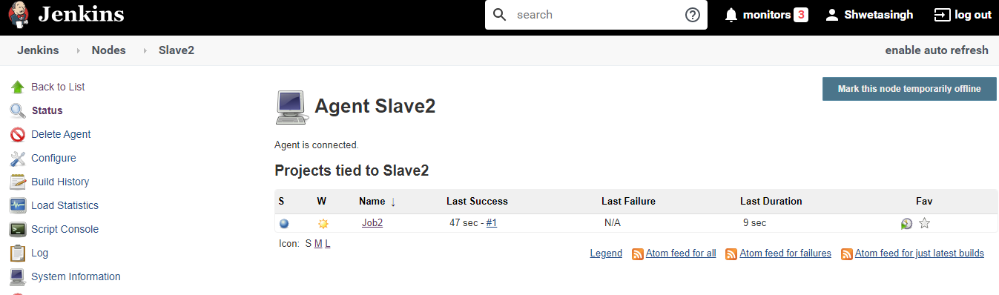 Jenkins
search
monitors 3
Shwetasingh
log out
Jenkins
Nodes
Slave2
enable auto refresh
Back to List
Status
Delete Agent
Configure
Build History
Load Statistics
Script Console
Log
System Information
Mark this node temporarily offline
Agent Slave2
Agent is connected.
Projects tied to Slave2
S W Name ↓ Last Success Last Failure Last Duration Fav
Job2 47 sec - #1 N/A 9 sec
Icon: S M L
Legend Atom feed for all Atom feed for failures Atom feed for just latest builds